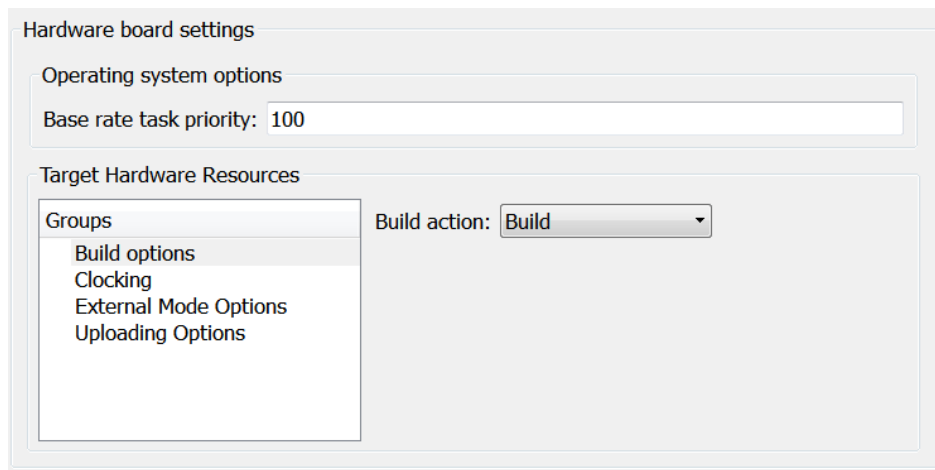 Hardware board settings
Operating system options
Base rate task priority: 100
Target Hardware Resources
Groups
Build action: Build
Build options
Clocking
External Mode Options
Uploading Options